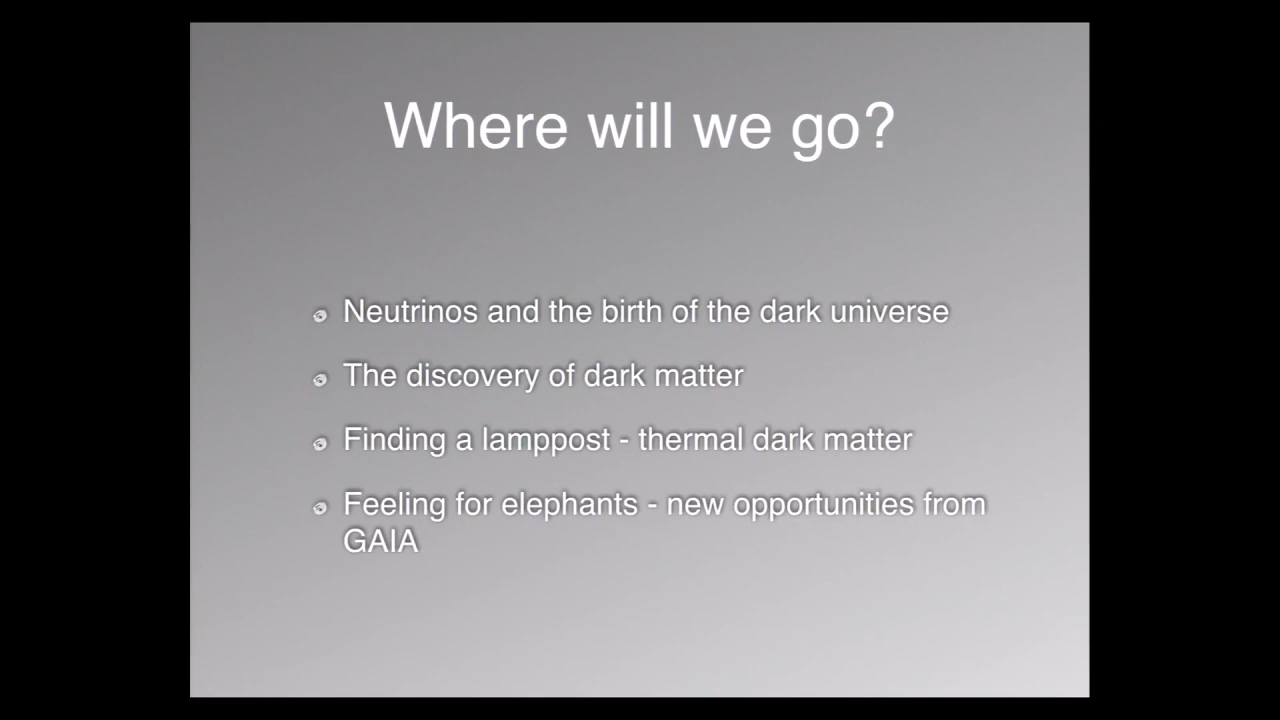 Where will we go?
Neutrinos and the birth of the dark universe
The discovery of dark matter
Finding a lamppost - thermal dark matter
Feeling for elephants - new opportunities from
GAIA